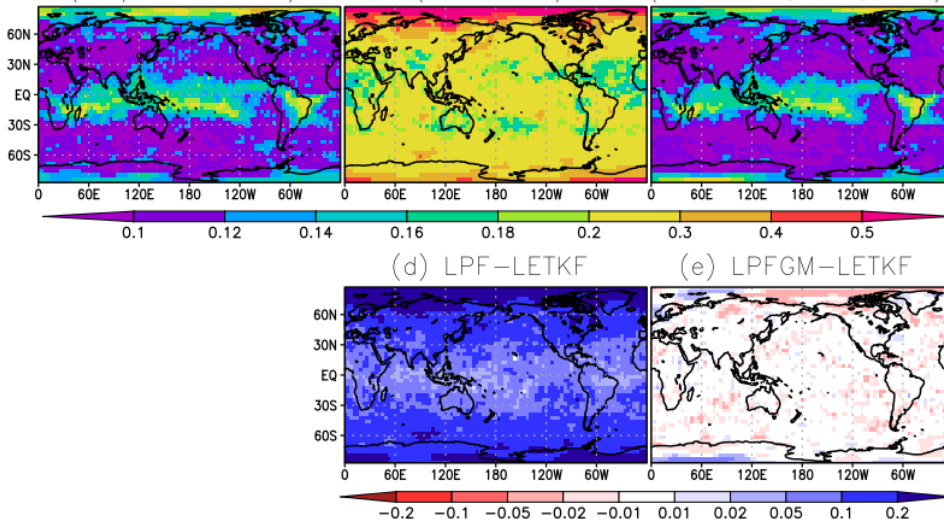 60N
30N
EQ
30S
60S
0 60E 120E 180 120W 60W 0 60E 120E 180 120W 60W 0 60E 120E 180 120W 60W
0.1 0.12 0.14 0.16 0.18 0.2 0.3 0.4 0.5
(d) LPF-LETKF (e) LPFGM-LETKF
60N
30N
EQ
30S
60S
0 60E 120E 180 120W 60W 0 60E 120E 180 120W 60W
-0.2 -0.1 -0.05 -0.02 -0.01 0.01 0.02 0.05 0.1 0.2